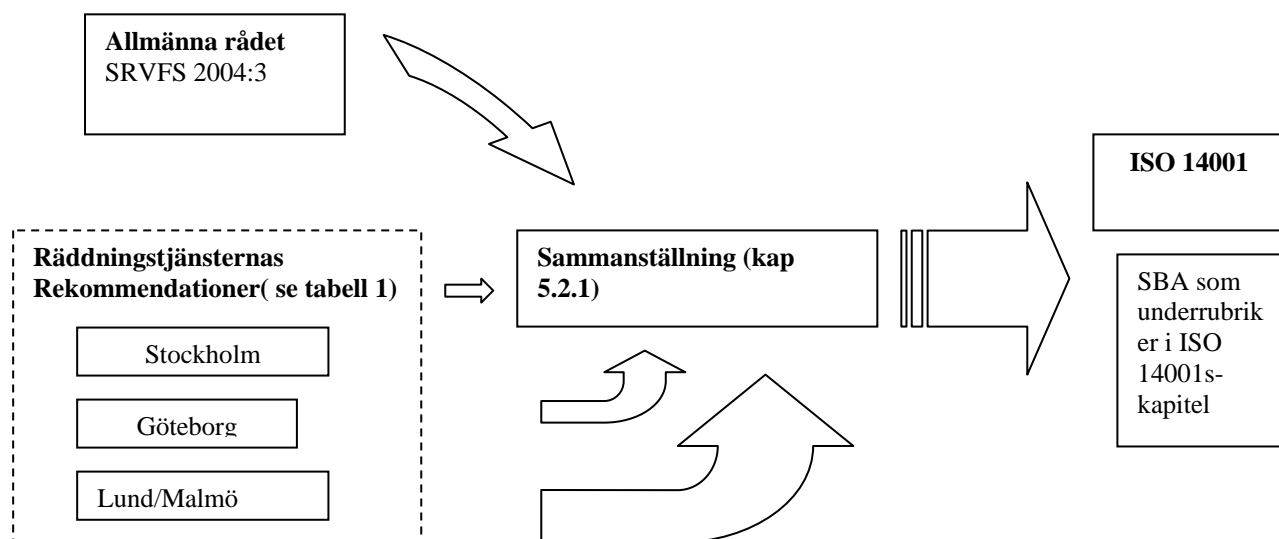 Allmänna rådet
SRVFS 2004:3
ISO 14001
Räddningstjänsternas
Rekommendationer( se tabell 1)
Sammanställning (kap
5.2.1)
SBA som
underrubrik
er i ISO
14001s-
kapitel
Stockholm
Göteborg
Lund/Malmö